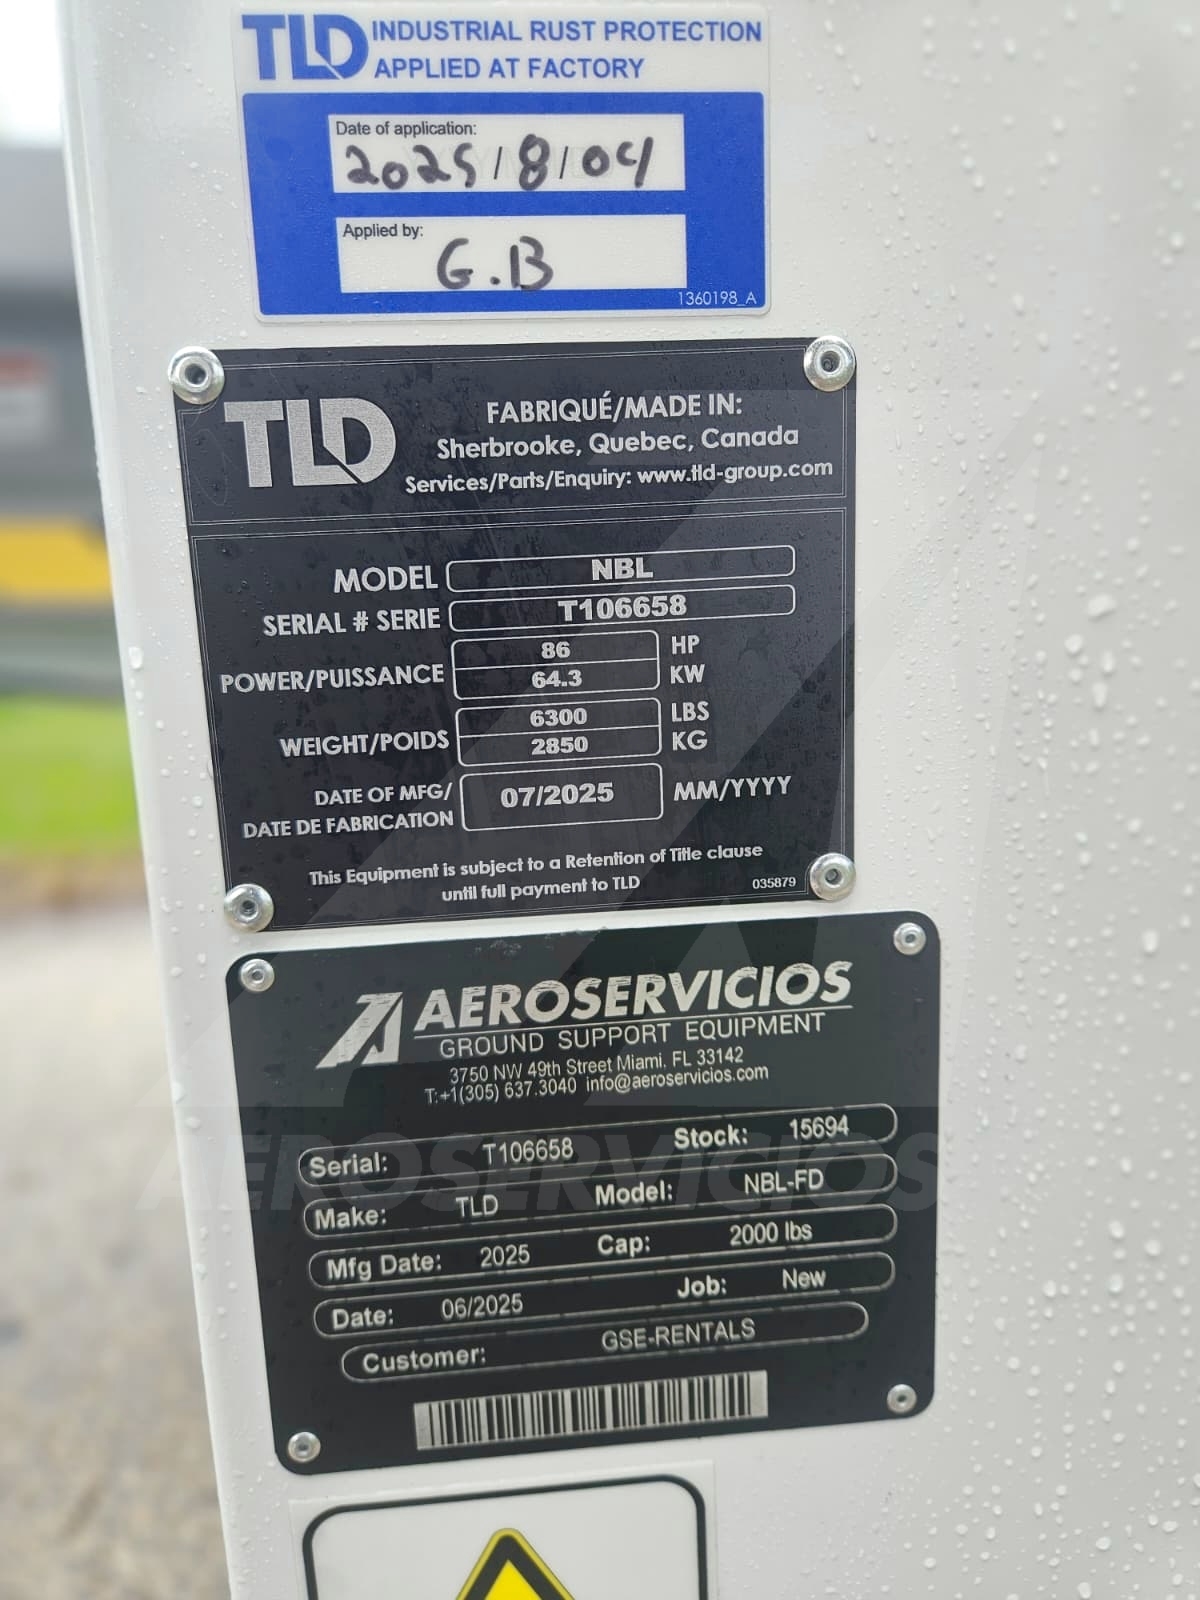 TLD INDUSTRIAL RUST PROTECTION
APPLIED AT FACTORY
Date of application:
2025/8/04
Applied by:
G.B
1360198_A
TLD
FABRIQUÉ/MADE IN:
Sherbrooke, Quebec, Canada
Services/Parts/Enquiry: www.tld-group.com
MODEL NBL
SERIAL # SERIE T106658
POWER/PUISSANCE 86 HP
64.3 KW
WEIGHT/POIDS 6300 LBS
2850 KG
DATE OF MFG/
DATE DE FABRICATION 07/2025 MM/YYYY
This Equipment is subject to a Retention of Title clause
until full payment to TLD
035879
AEROSERVICIOS
GROUND SUPPORT EQUIPMENT
3750 NW 49th Street Miami, FL 33142
T:+1(305) 637.3040 info@aeroservicios.com
Serial: T106658 Stock: 15694
Make: TLD Model: NBL-FD
Mfg Date: 2025 Cap: 2000 lbs
Date: 06/2025 Job: New
Customer: GSE-RENTALS
AEROSERVICIOS